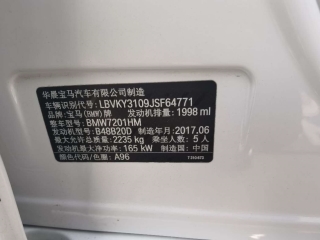 华晨宝马汽车有限公司制造
车辆识别代号: LBVKY3109JSF64771
品牌: 宝马(BMW)牌 发动机排量: 1998 ml
整车型号: BMW7201HM
发动机型号: B48B20D 制造年月: 2017.06
最大允许总质量: 2235 kg 乘坐人数: 5 人
发动机最大净功率: 165 kW 制造国: 中国
颜色代码/色色: A96